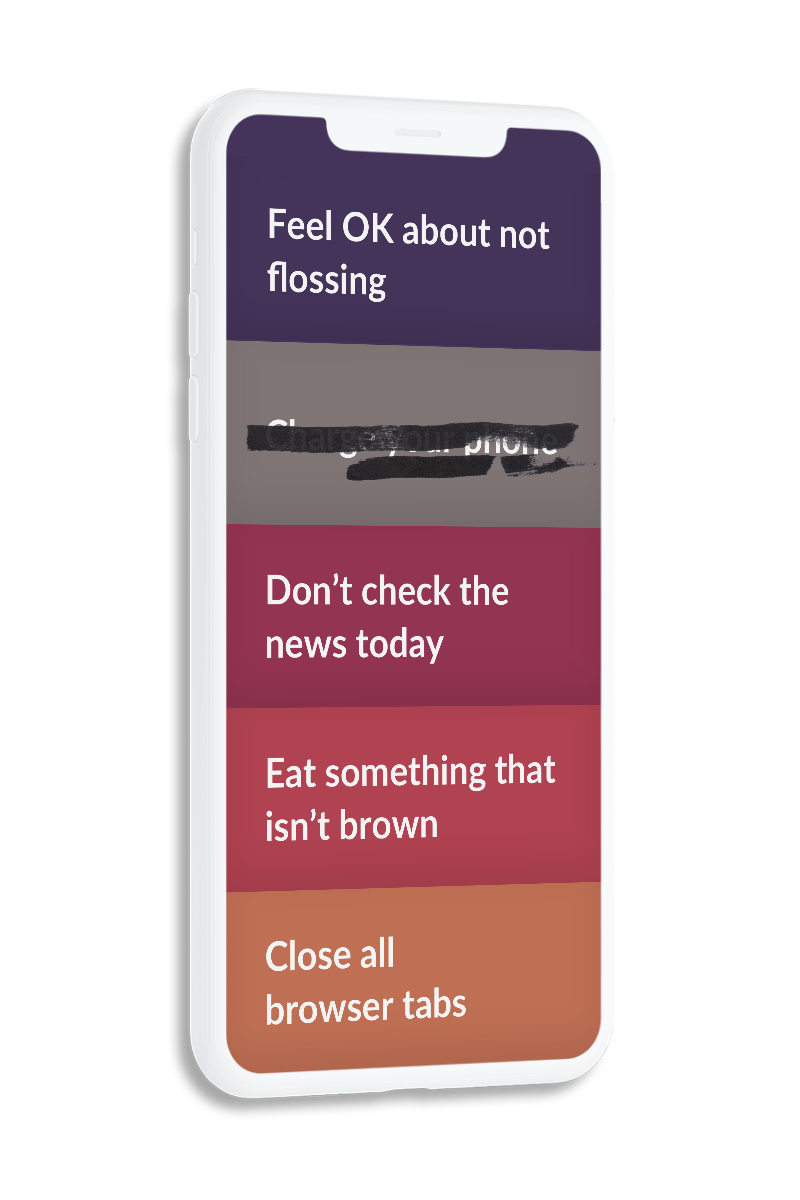 Feel OK about not
flossing
Charge your phone
Don’t check the
news today
Eat something that
isn’t brown
Close all
browser tabs